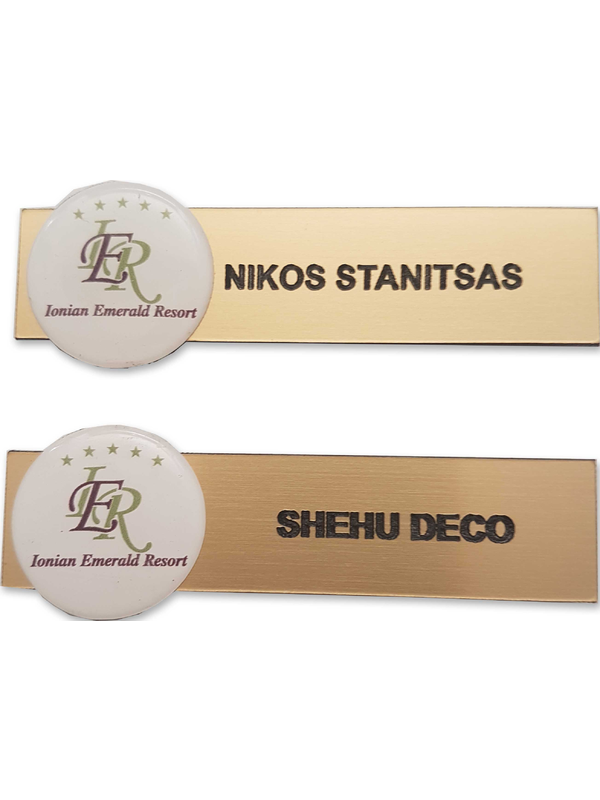 IER
Ionian Emerald Resort
NIKOS STANITSAS
IER
Ionian Emerald Resort
SHEHU DECO